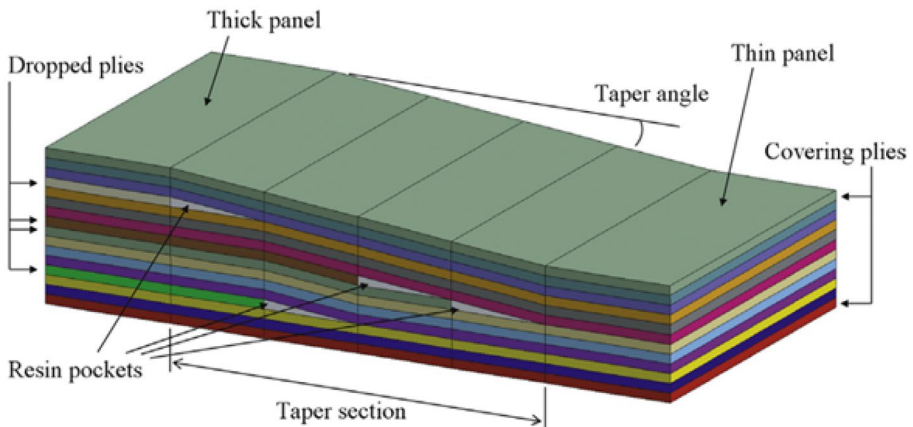 Thick panel
Thin panel
Dropped plies
Taper angle
Covering plies
Resin pockets
Taper section